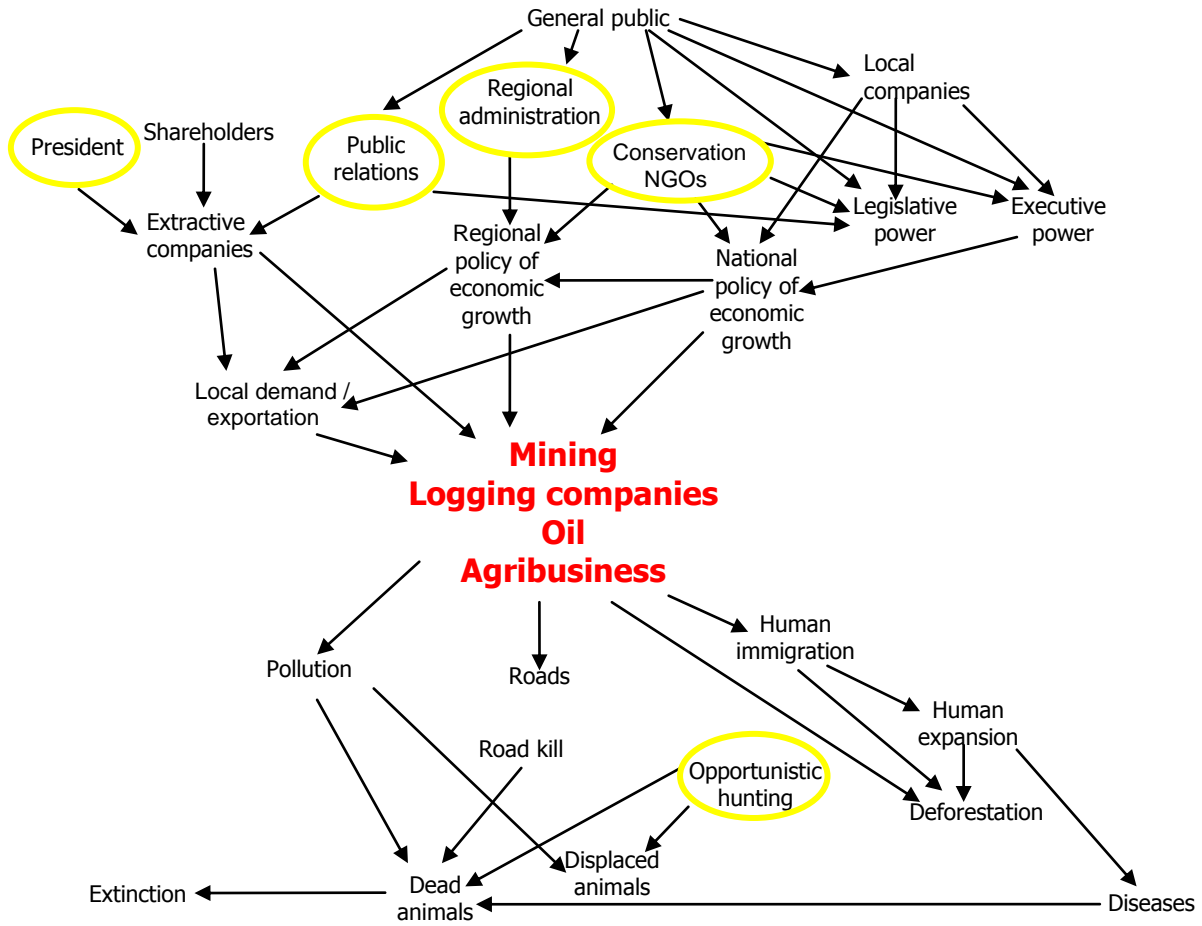 General public
Local
companies
Regional
administration
Shareholders
President
Public
relations
Conservation
NGOs
Extractive
companies
Regional
policy of
economic
growth
Legislative
power
Executive
power
National
policy of
economic
growth
Local demand /
exportation
Mining
Logging companies
Oil
Agribusiness
Human
immigration
Pollution
Roads
Human
expansion
Road kill
Opportunistic
hunting
Deforestation
Displaced
animals
Extinction
Dead
animals
Diseases